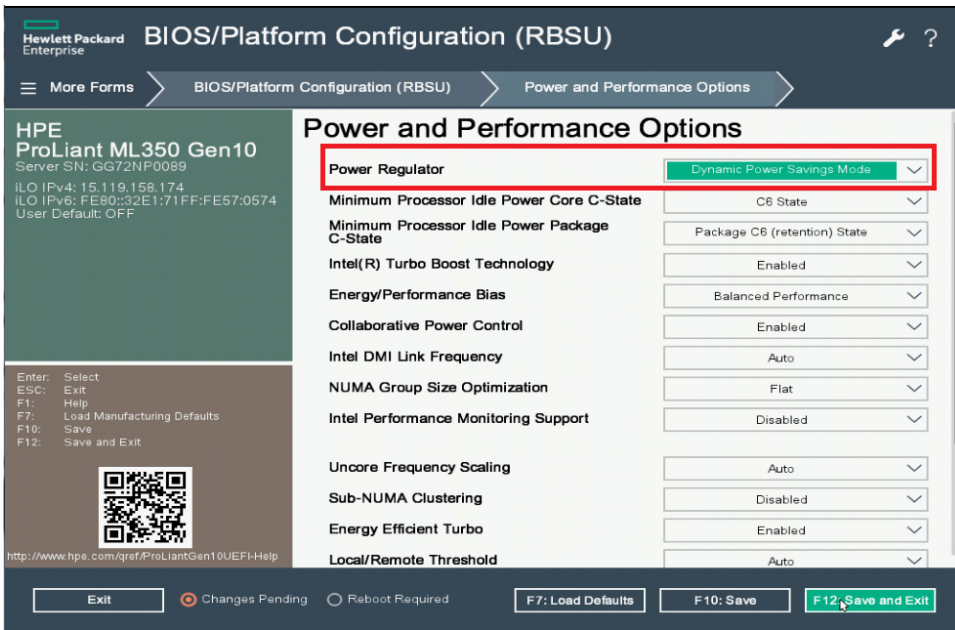 Hewlett Packard
Enterprise
BIOS/Platform Configuration (RBSU)
?
More Forms
BIOS/Platform Configuration (RBSU)
Power and Performance Options
HPE
ProLiant ML350 Gen10
Server SN: GG72NP0089
iLO IPv4: 15.119.158.174
iLO IPv6: FE80::32E1:71FF:FE57:0574
User Default: OFF
Enter: Select
ESC: Exit
F1: Help
F7: Load Manufacturing Defaults
F10: Save
F12: Save and Exit
http://www.hpe.com/qref/ProLiantGen10UEFI-Help
Power and Performance Options
Power Regulator Dynamic Power Savings Mode
Minimum Processor Idle Power Core C-State C6 State
Minimum Processor Idle Power Package
C-State Package C6 (retention) State
Intel(R) Turbo Boost Technology Enabled
Energy/Performance Bias Balanced Performance
Collaborative Power Control Enabled
Intel DMI Link Frequency Auto
NUMA Group Size Optimization Flat
Intel Performance Monitoring Support Disabled
Uncore Frequency Scaling Auto
Sub-NUMA Clustering Disabled
Energy Efficient Turbo Enabled
Local/Remote Threshold Auto
Exit
Changes Pending
Reboot Required
F7: Load Defaults
F10: Save
F12: Save and Exit